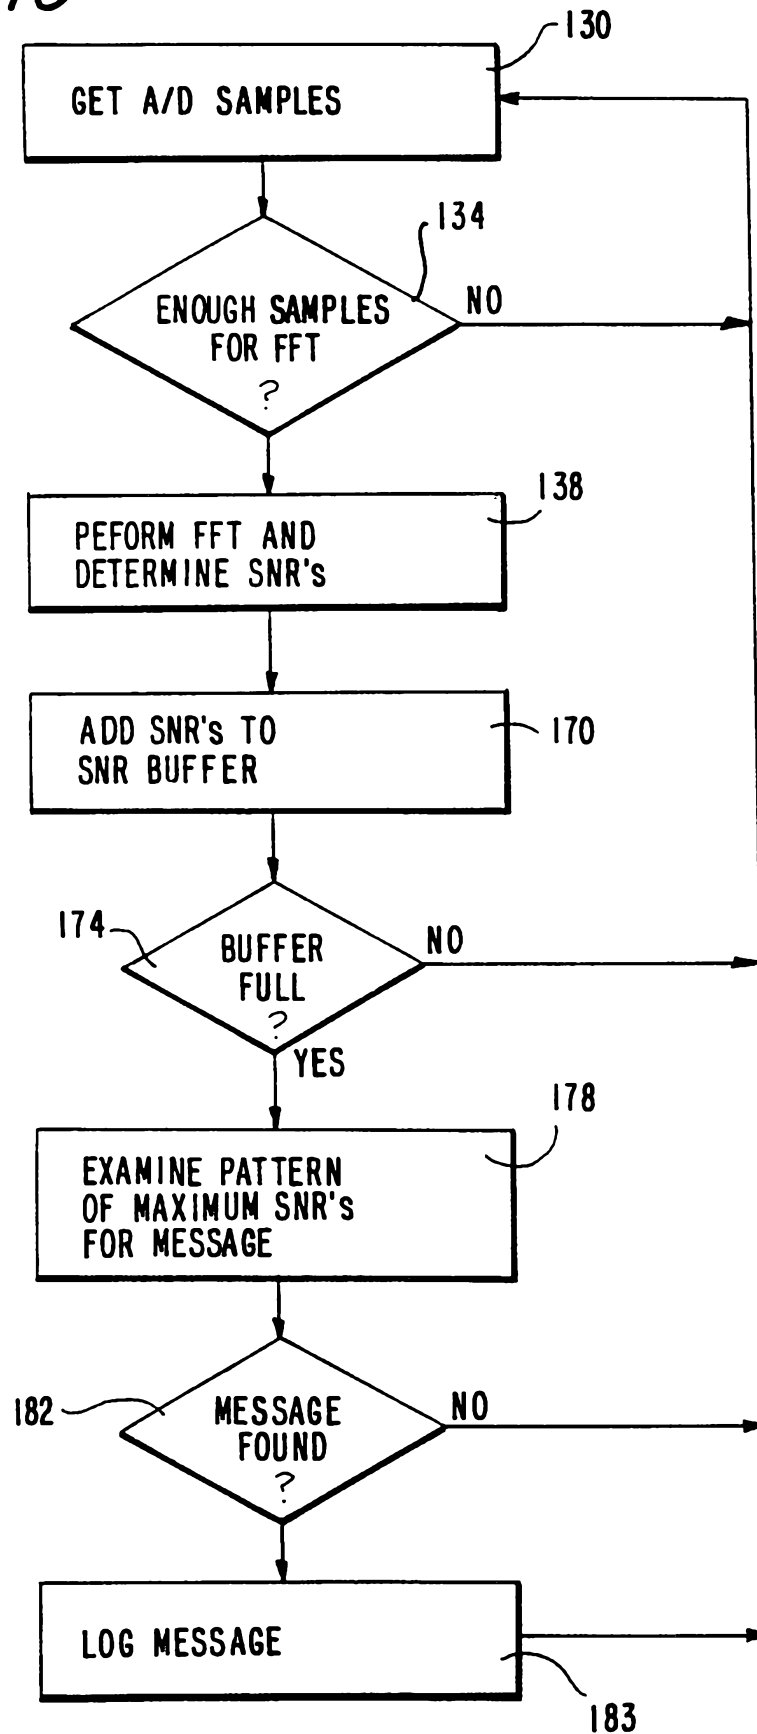 130
GET A/D SAMPLES
134
ENOUGH SAMPLES
FOR FFT
?
NO
138
PEFORM FFT AND
DETERMINE SNR's
170
ADD SNR's TO
SNR BUFFER
174
BUFFER
FULL
?
NO
YES
178
EXAMINE PATTERN
OF MAXIMUM SNR's
FOR MESSAGE
182
MESSAGE
FOUND
?
NO
LOG MESSAGE
183